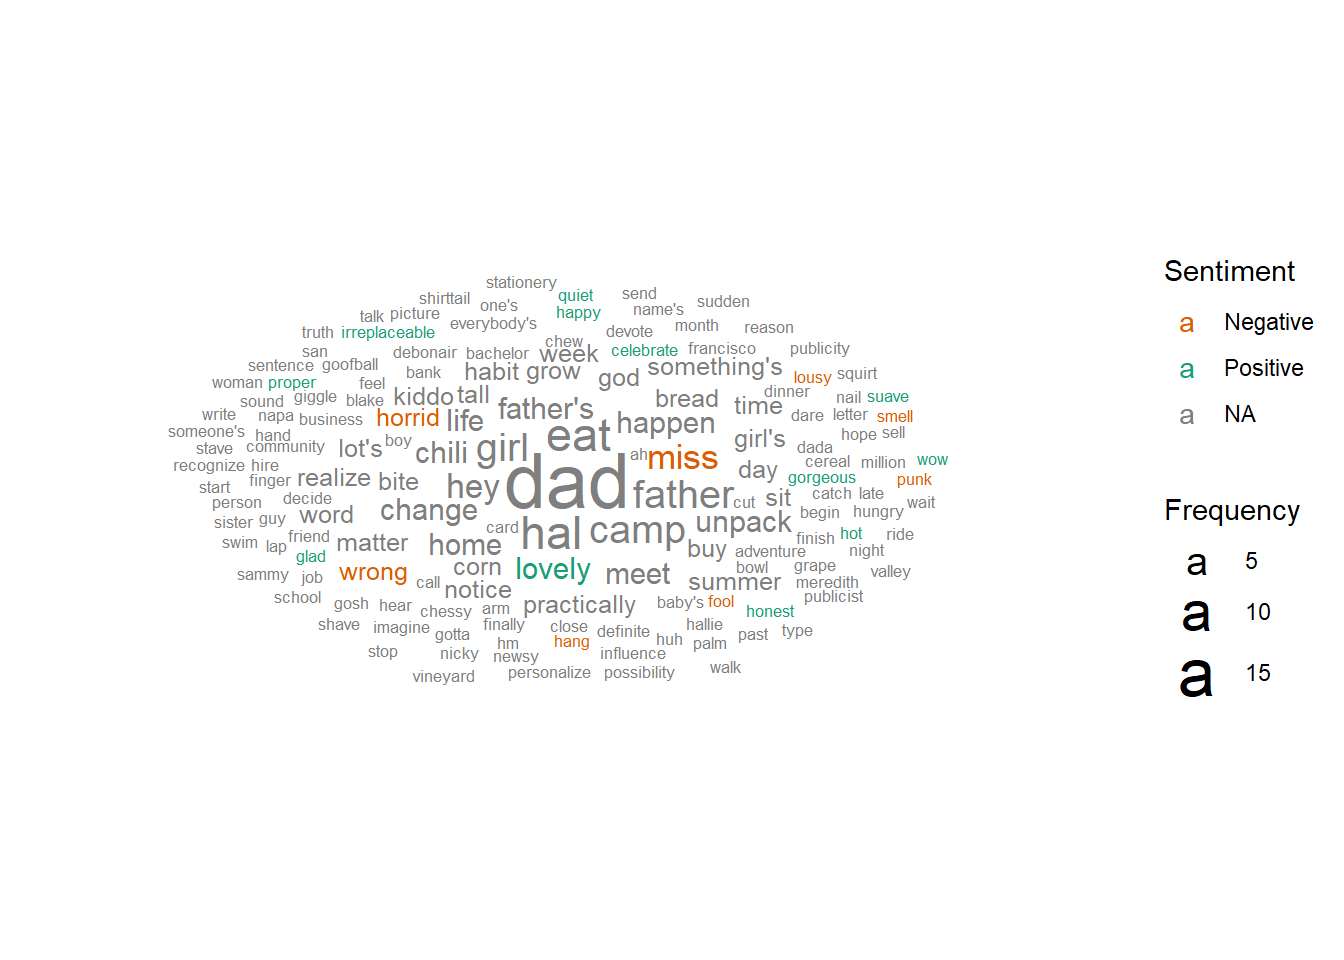 stationery
shirttail one's quiet send name's sudden
talk picture everybody's happy devote month reason
truth irreplaceable chew
san debonair bachelor week celebrate francisco publicity
sentence goofball bank habit grow god something's lousy squirt
woman proper feel kiddo tall bread dinner nail suave
sound giggle blake father's time dare letter smell
write napa business horrid life happen
someone's hand boy girl eat girl's hope sell
stave community lot's chili ah miss dada
recognize hire day cereal million wow
start finger realize bite hey dad father gorgeous punk
person decide cut sit catch late wait
sister guy word change card hal camp unpack begin hungry
swim lap friend matter home buy adventure finish hot ride
glad night
sammy job wrong corn lovely meet summer bowl grape meredith valley
call notice
school gosh hear chessy arm practically baby's fool honest publicist
shave imagine gotta finally close definite hallie past type
stop nicky hm newsy hang influence huh palm
vineyard personalize possibility walk
Sentiment
a Negative
a Positive
a NA
Frequency
a 5
a 10
a 15